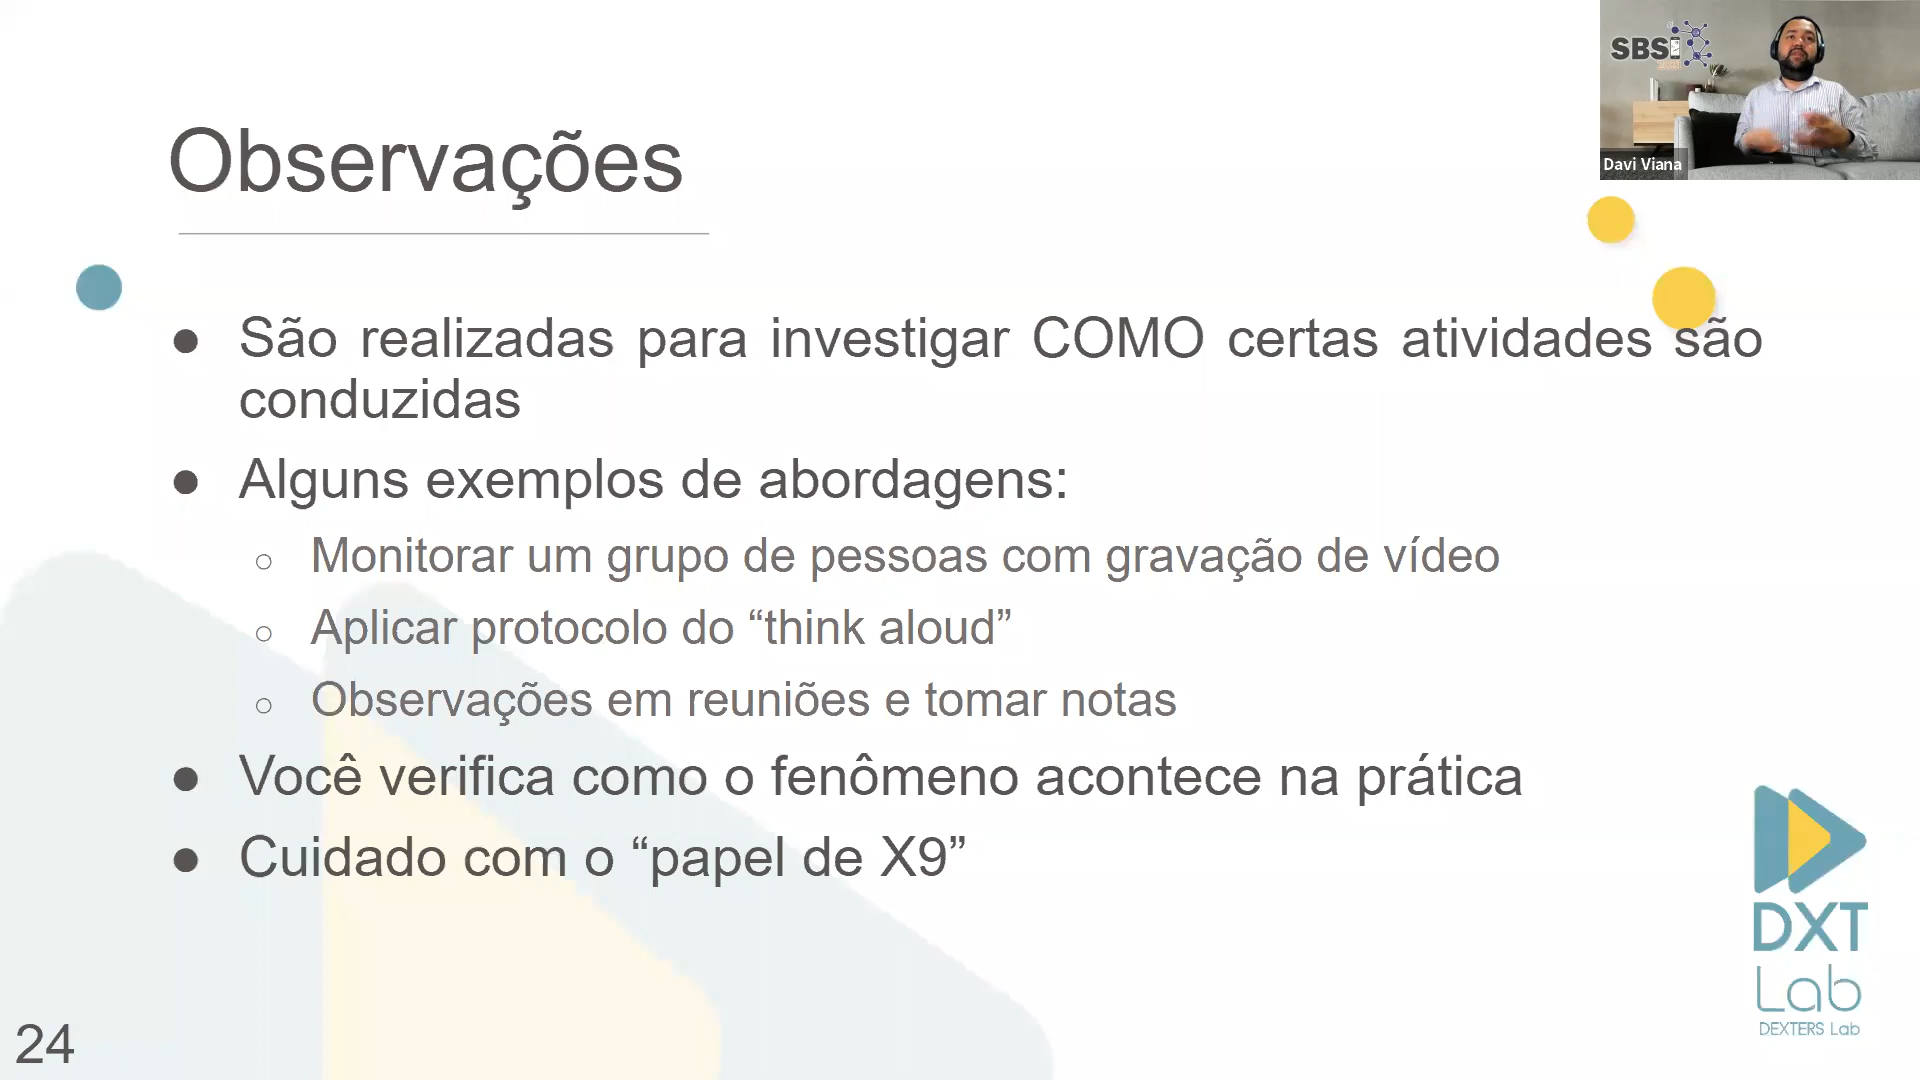 SBSI
Davi Viana
Observações
● São realizadas para investigar COMO certas atividades são
conduzidas
● Alguns exemplos de abordagens:
○ Monitorar um grupo de pessoas com gravação de vídeo
○ Aplicar protocolo do “think aloud”
○ Observações em reuniões e tomar notas
● Você verifica como o fenômeno acontece na prática
● Cuidado com o “papel de X9”
DXT
Lab
DEXTERS Lab
24